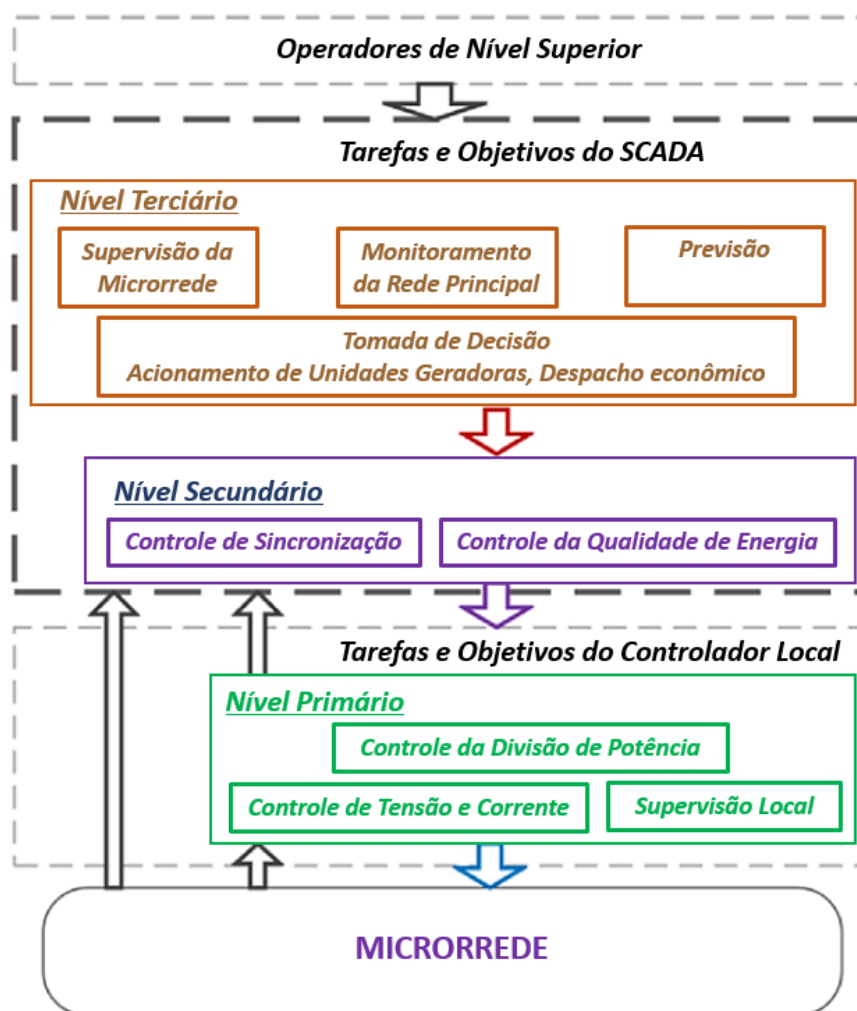 Operadores de Nível Superior
Tarefas e Objetivos do SCADA
Nível Terciário
Supervisão da
Microrrede
Monitoramento
da Rede Principal
Previsão
Tomada de Decisão
Acionamento de Unidades Geradoras, Despacho econômico
Nível Secundário
Controle de Sincronização
Controle da Qualidade de Energia
Tarefas e Objetivos do Controlador Local
Nível Primário
Controle da Divisão de Potência
Controle de Tensão e Corrente
Supervisão Local
MICRORREDE